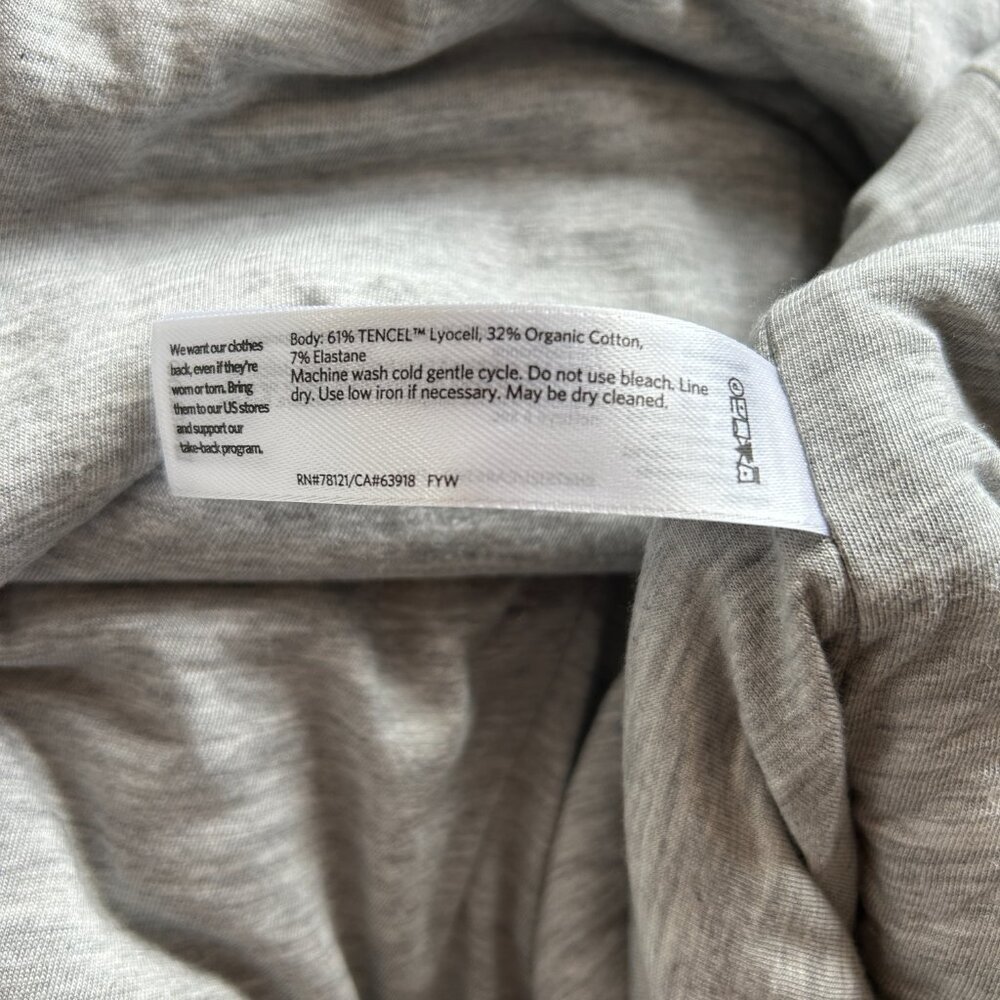 We want our clothes
back, even if they're
worn or torn. Bring
them to our US stores
and support our
take-back program.
Body: 61% TENCEL™ Lyocell, 32% Organic Cotton,
7% Elastane
Machine wash cold gentle cycle. Do not use bleach. Line
dry. Use low iron if necessary. May be dry cleaned.
RN#78121/CA#63918 FYW